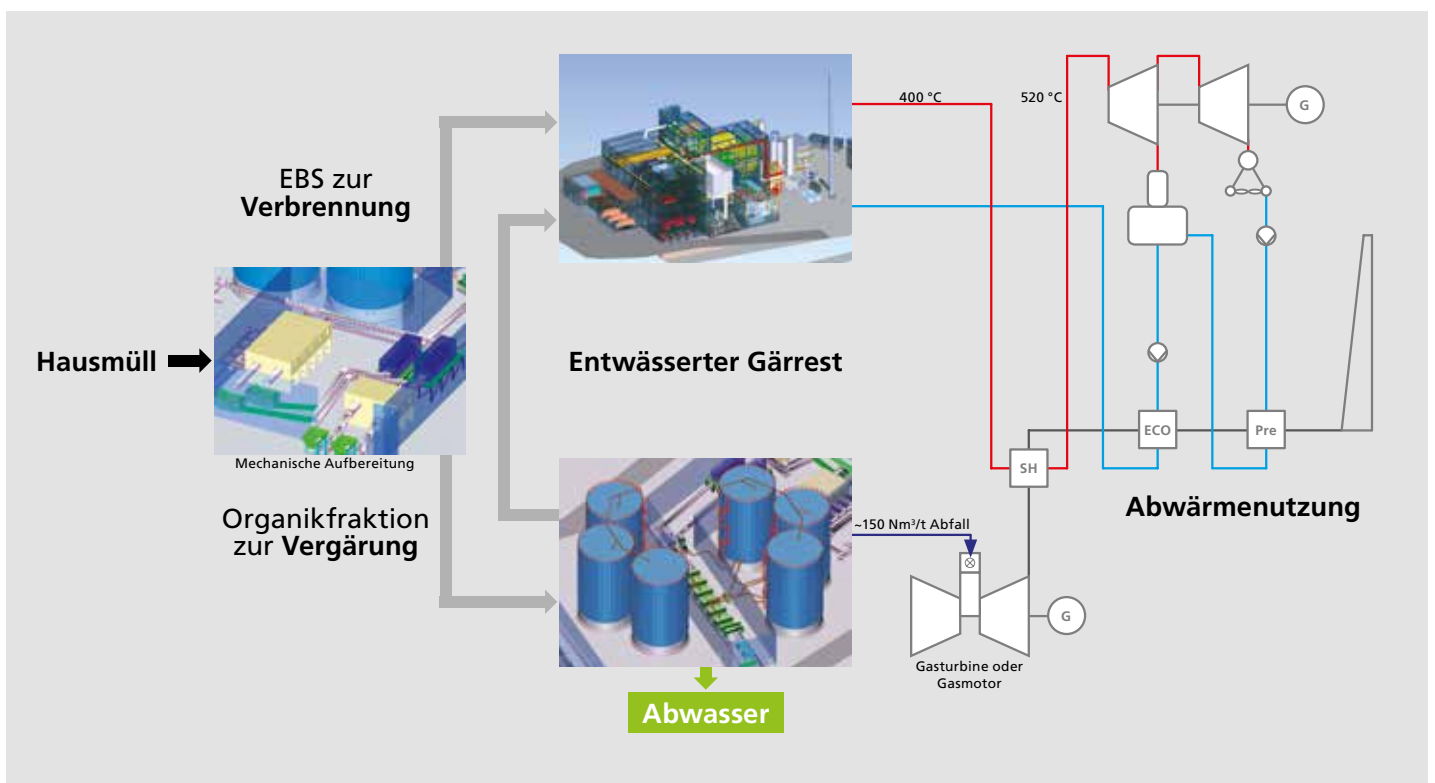 400 °C
520 °C
G
EBS zur
Verbrennung
Hausmüll
Entwässerter Gärrest
Mechanische Aufbereitung
ECO
Pre
SH
Abwärmenutzung
Organikfraktion
zur Vergärung
~150 Nm³/t Abfall
G
Gasturbine oder
Gasmotor
Abwasser